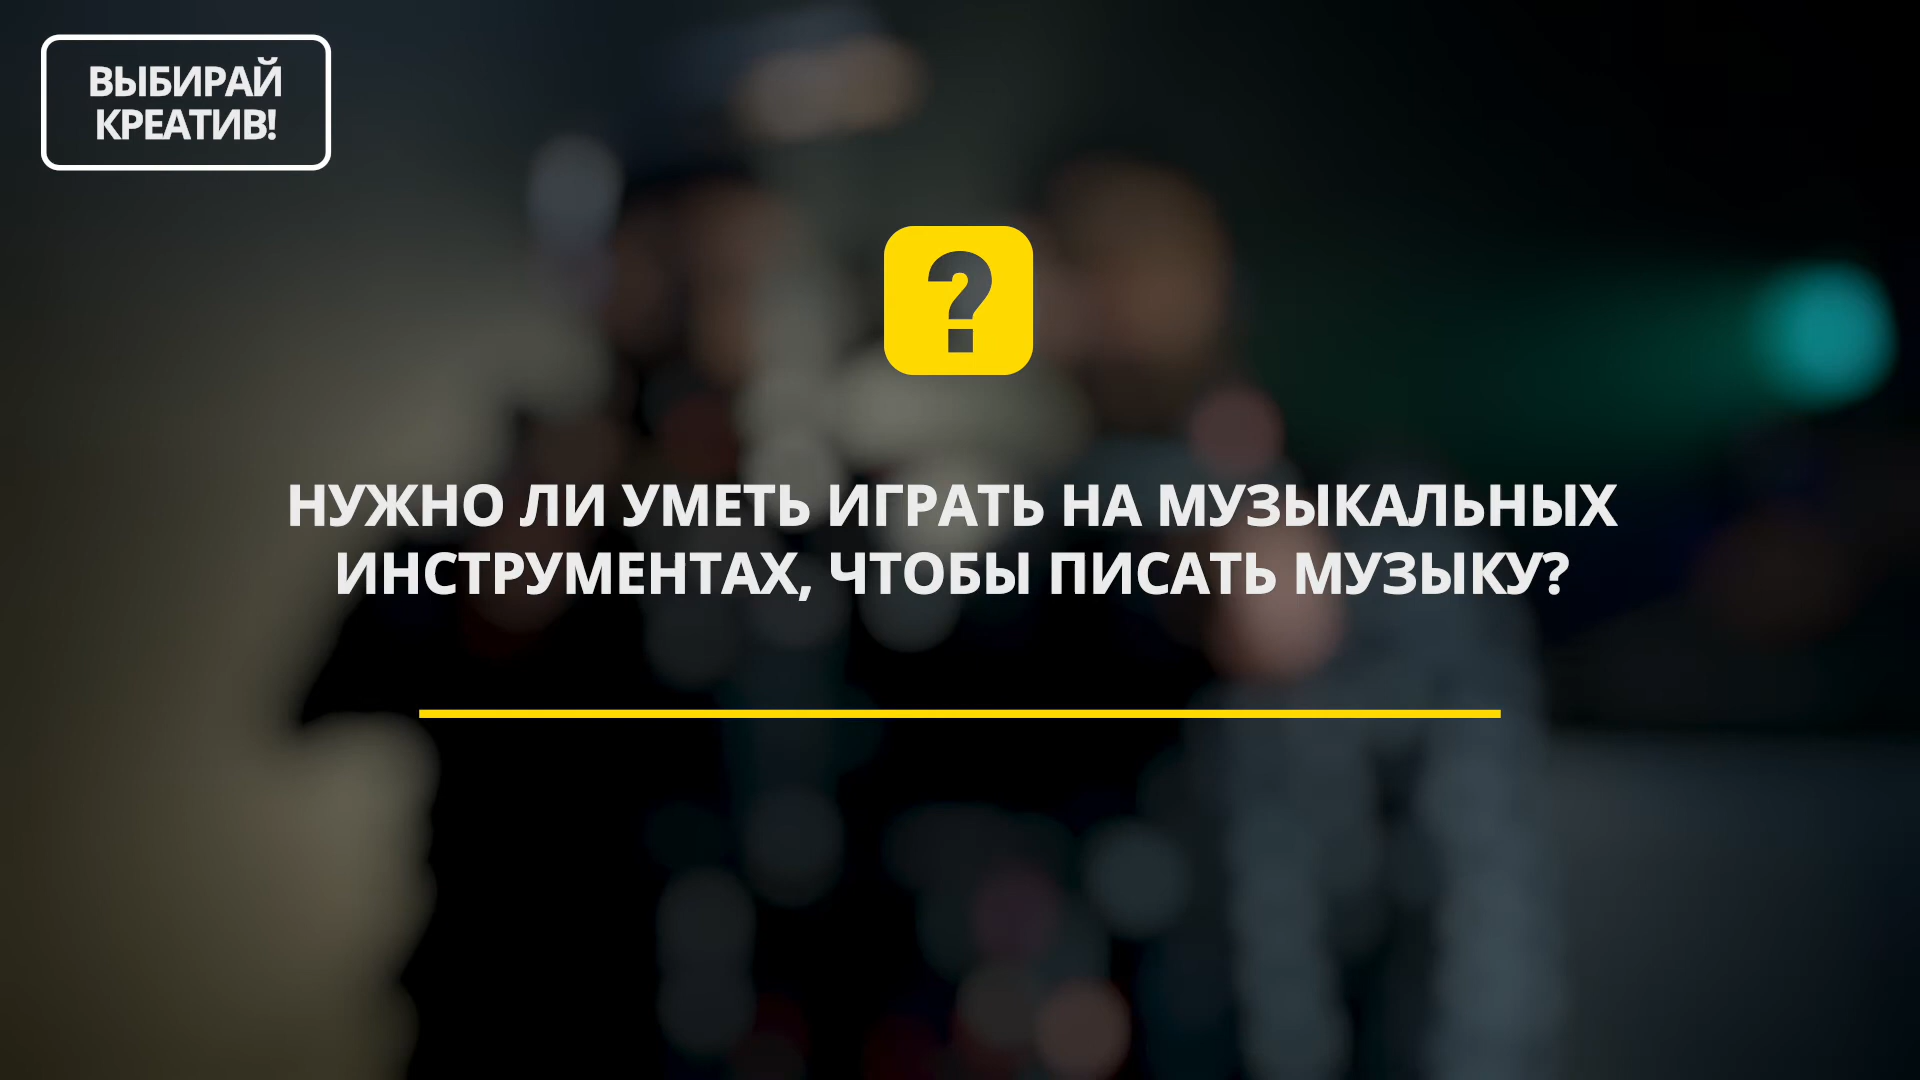 ВЫБИРАЙ
КРЕАТИВ!
?
НУЖНО ЛИ УМЕТЬ ИГРАТЬ НА МУЗЫКАЛЬНЫХ
ИНСТРУМЕНТАХ, ЧТОБЫ ПИСАТЬ МУЗЫКУ?